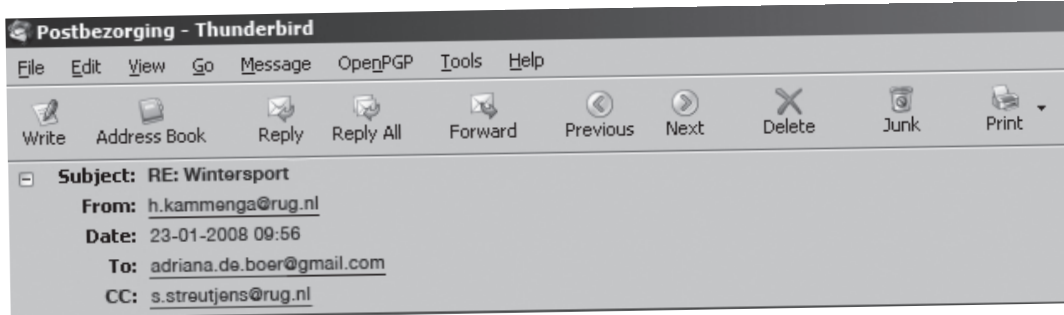 Postbezorging - Thunderbird
File Edit View Go Message OpenPGP Tools Help
Write Address Book Reply Reply All Forward Previous Next Delete Junk Print
Subject: RE: Wintersport
From: h.kammenga@rug.nl
Date: 23-01-2008 09:56
To: adriana.de.boer@gmail.com
CC: s.streutjens@rug.nl